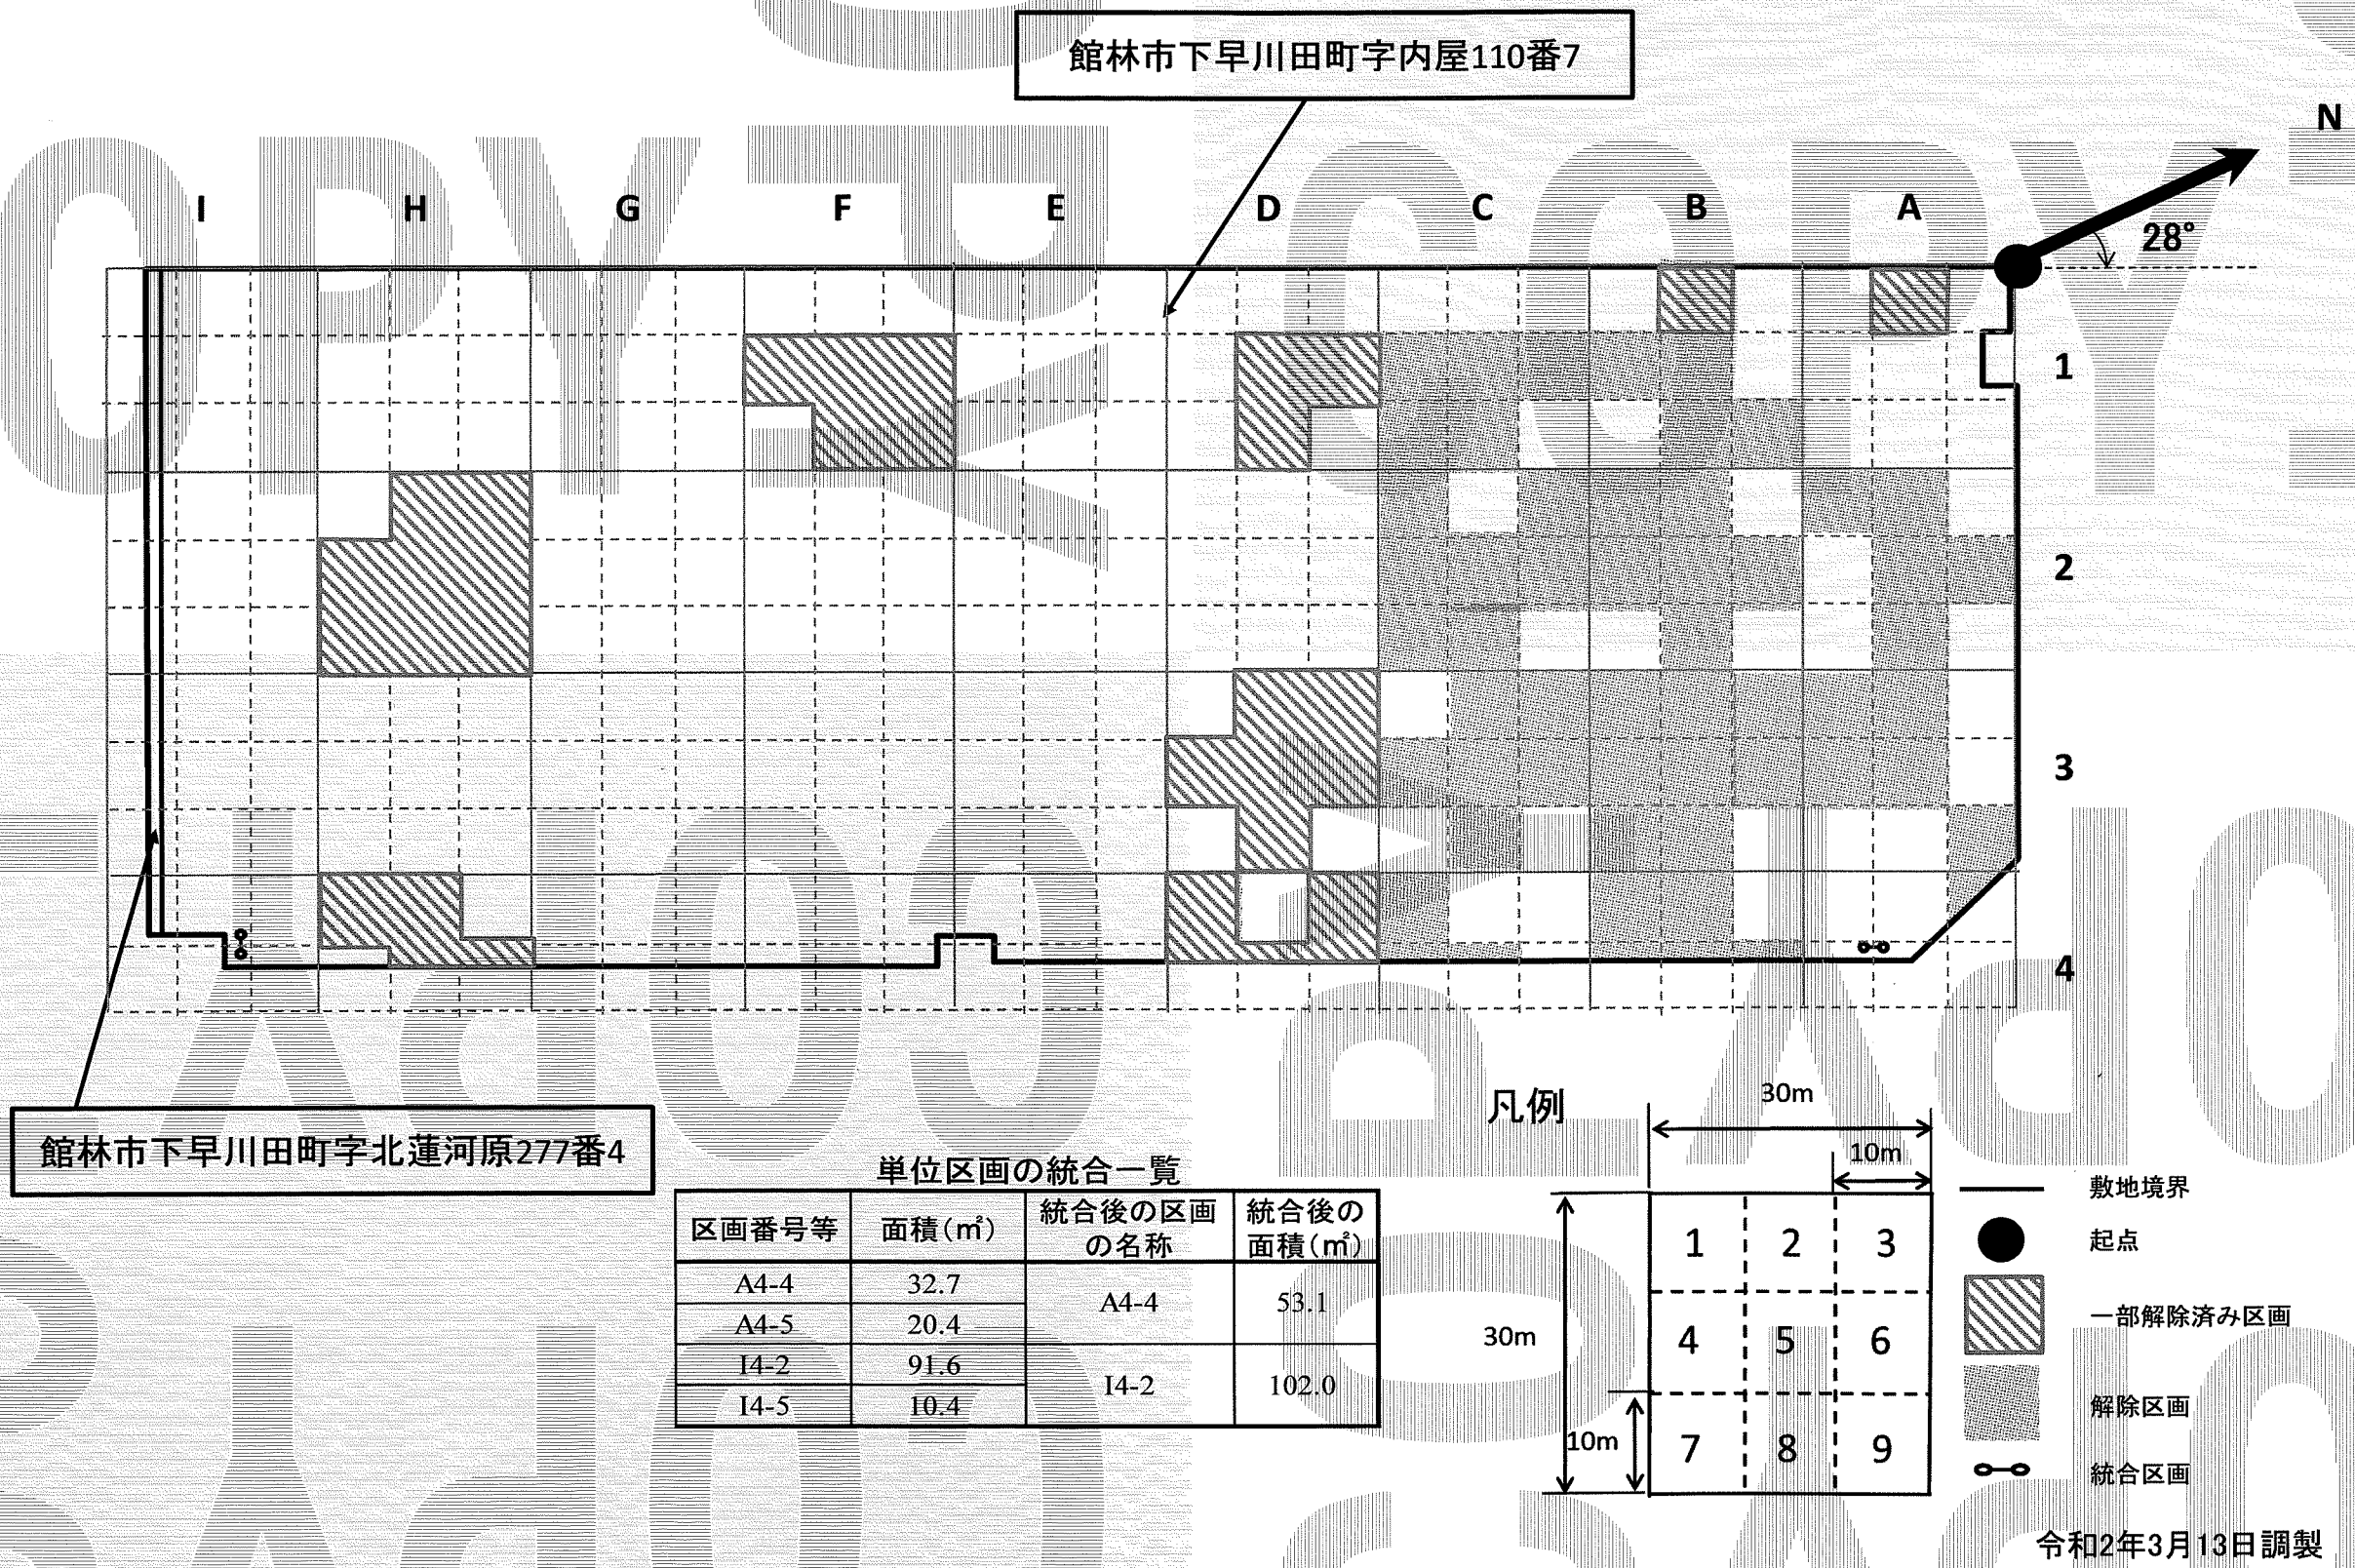 館林市下早川田町字内屋110番7
N
I H G F E D C B A
28°
1
2
3
4
館林市下早川田町字北蓮河原277番4
単位区画の統合一覧
区画番号等 面積(㎡) 統合後の区画の名称 統合後の面積(㎡)
A4-4 32.7 A4-4 53.1
A4-5 20.4
I4-2 91.6 I4-2 102.0
I4-5 10.4
凡例
30m
10m
30m
10m
1 2 3
4 5 6
7 8 9
敷地境界
起点
一部解除済み区画
解除区画
統合区画
令和2年3月13日調製
COPY